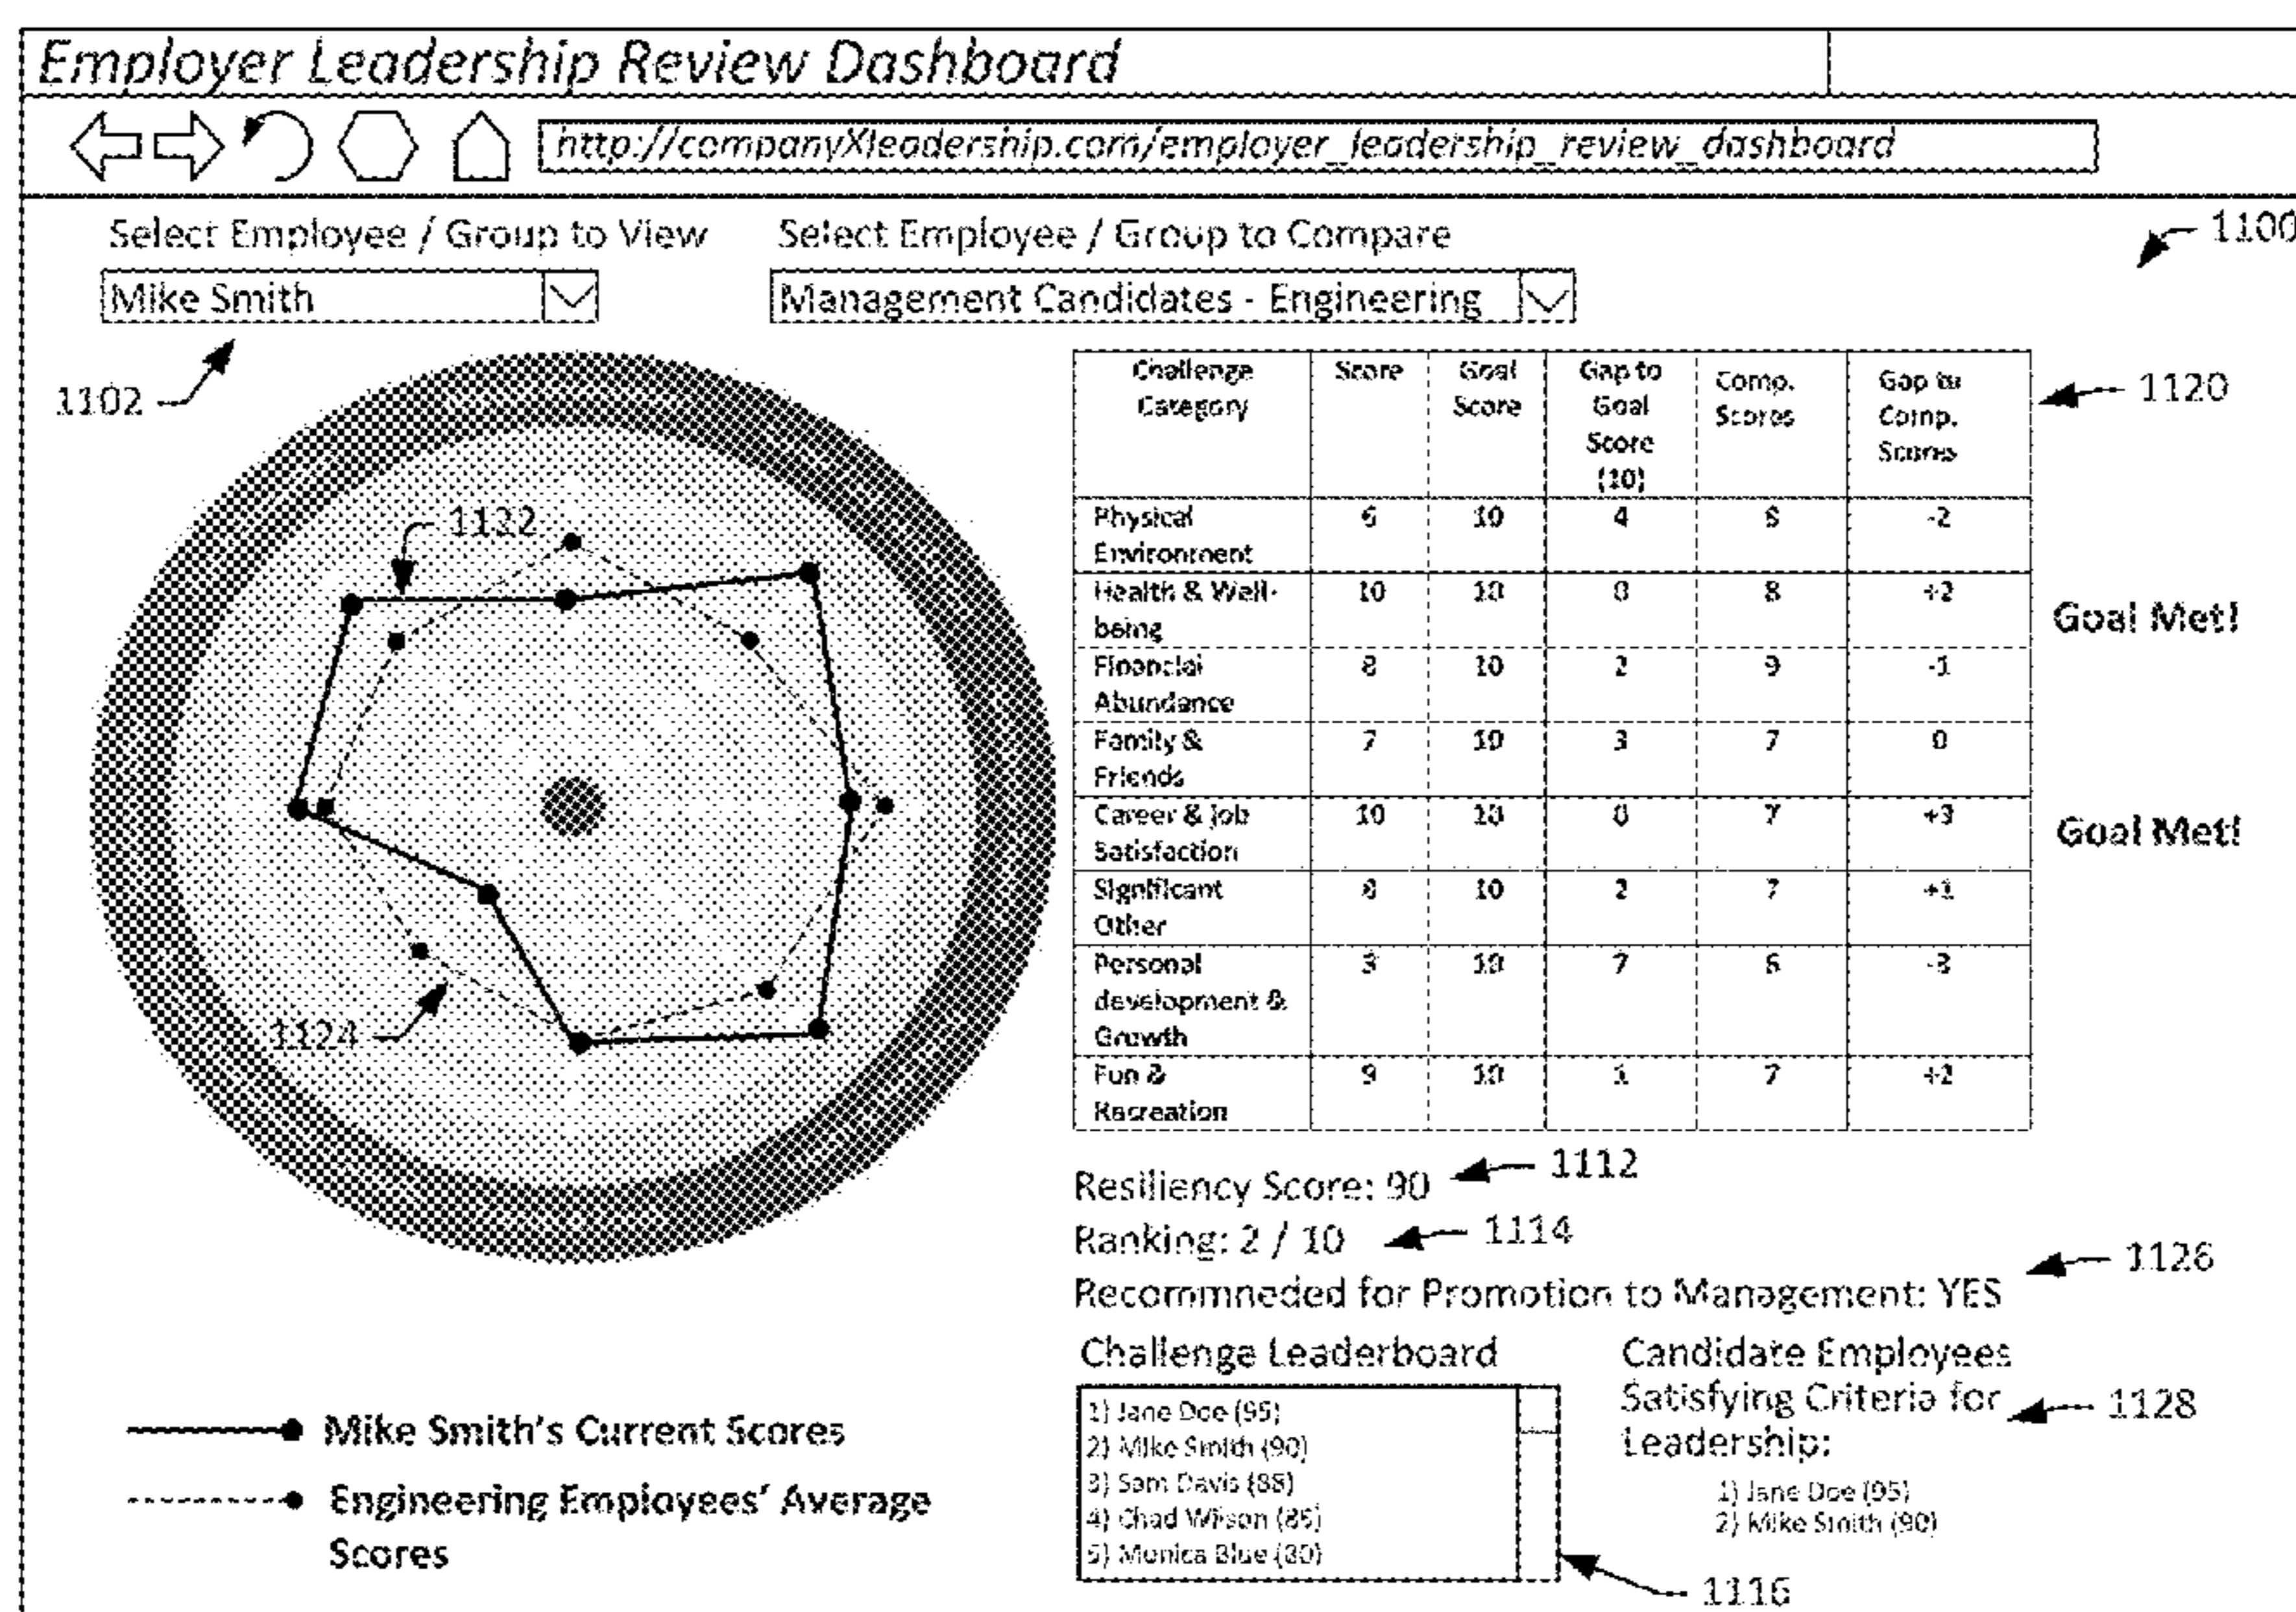 Employer Leadership Review Dashboard
http://companyXleadership.com/employer_leadership_review_dashboard
Select Employee / Group to View
Select Employee / Group to Compare
1100
Mike Smith
Management Candidates - Engineering
1102
1120
Challenge Category Score Goal Score Gap to Goal Score (10) Comp. Scores Gap to Comp. Scores
Physical Environment 6 10 4 8 -2
Health & Well-being 10 10 0 8 +2
Goal Met!
Financial Abundance 8 10 2 9 -1
Family & Friends 7 10 3 7 0
Career & Job Satisfaction 10 10 0 7 +3
Goal Met!
Significant Other 8 10 2 7 +1
Personal development & Growth 3 10 7 6 -3
Fun & Recreation 9 10 1 7 +2
1122
1124
Resiliency Score: 90
1112
Ranking: 2 / 10
1114
Recommneded for Promotion to Management: YES
1126
Challenge Leaderboard
1) Jane Doe (95)
2) Mike Smith (90)
3) Sam Davis (88)
4) Chad Wilson (85)
5) Monica Blue (80)
1116
Candidate Employees
Satisfying Criteria for
Leadership:
1128
1) Jane Doe (95)
2) Mike Smith (90)
Mike Smith's Current Scores
Engineering Employees' Average
Scores